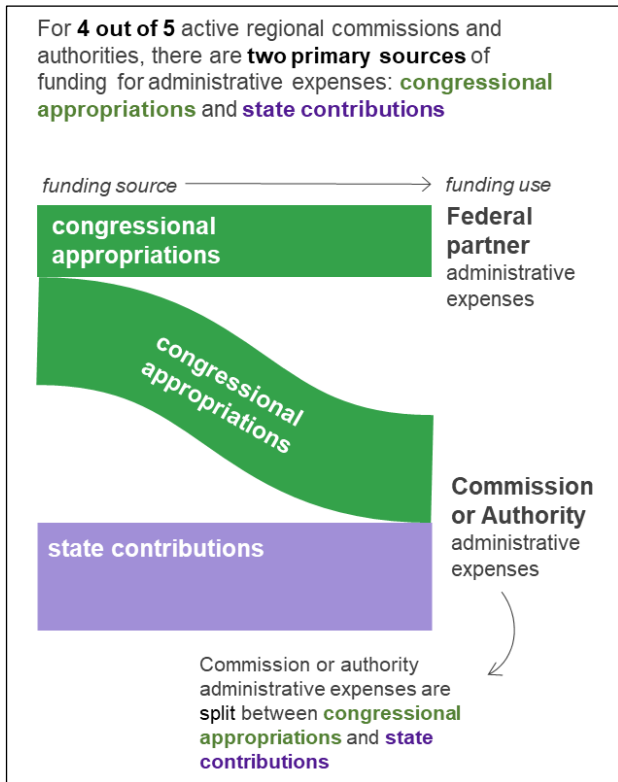 For 4 out of 5 active regional commissions and
authorities, there are two primary sources of
funding for administrative expenses: congressional
appropriations and state contributions
funding source
funding use
congressional
appropriations
Federal
partner
administrative
expenses
congressional
appropriations
Commission
or Authority
administrative
expenses
state contributions
Commission or authority
administrative expenses are
split between congressional
appropriations and state
contributions